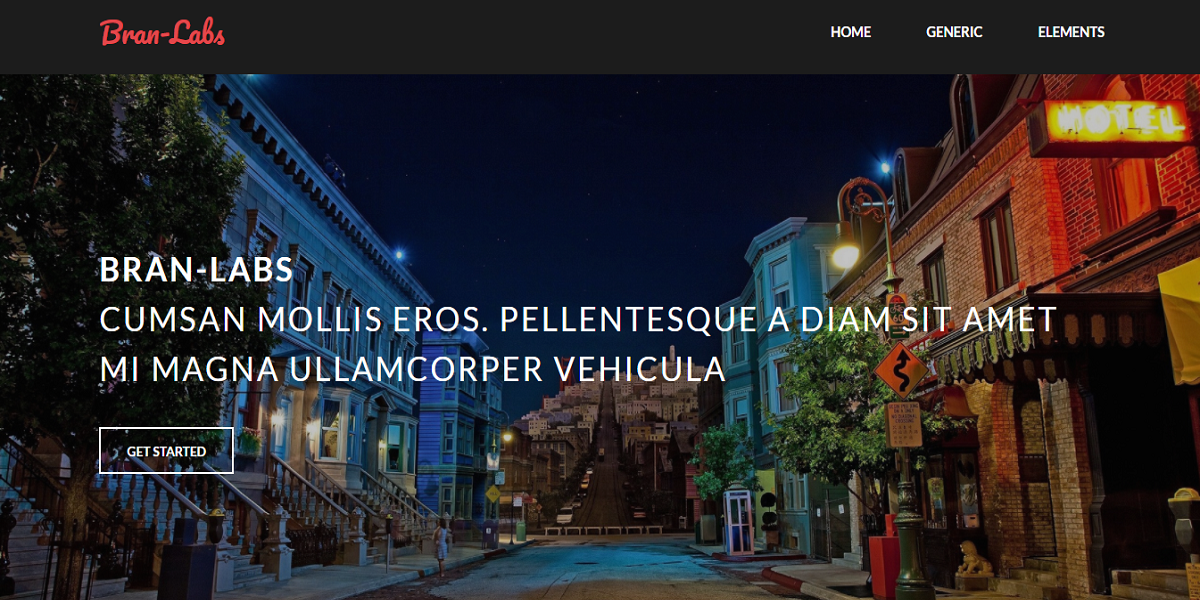 Bran-Labs
HOME GENERIC ELEMENTS
MOTEL
BRAN-LABS
CUMSAN MOLLIS EROS. PELLENTESQUE A DIAM SIT AMET
MI MAGNA ULLAMCORPER VEHICULA
GET STARTED